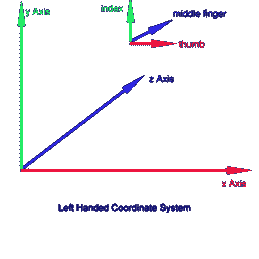 y Axis
index
middle finger
thumb
z Axis
x Axis
Left Handed Coordinate System